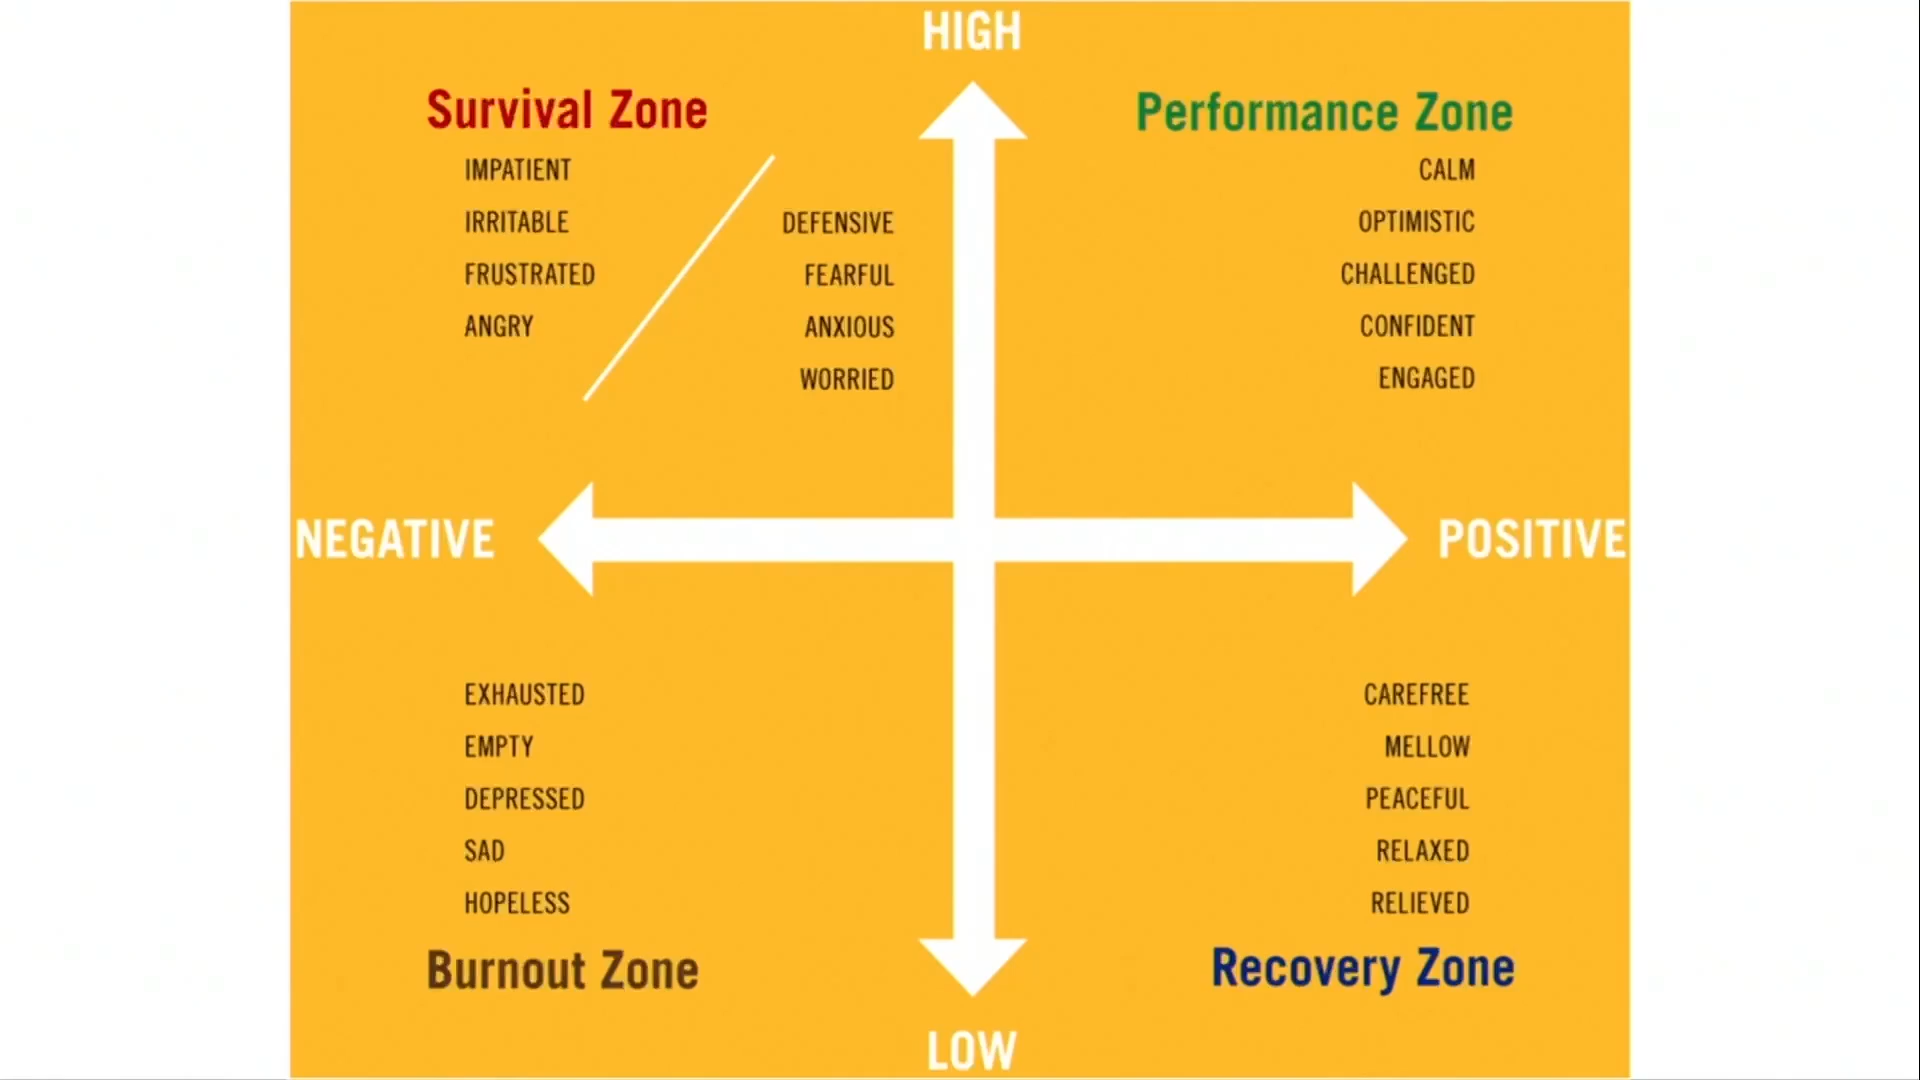 HIGH
Survival Zone
IMPATIENT
IRRITABLE
FRUSTRATED
ANGRY
DEFENSIVE
FEARFUL
ANXIOUS
WORRIED
Performance Zone
CALM
OPTIMISTIC
CHALLENGED
CONFIDENT
ENGAGED
NEGATIVE
POSITIVE
EXHAUSTED
EMPTY
DEPRESSED
SAD
HOPELESS
Burnout Zone
CAREFREE
MELLOW
PEACEFUL
RELAXED
RELIEVED
Recovery Zone
LOW